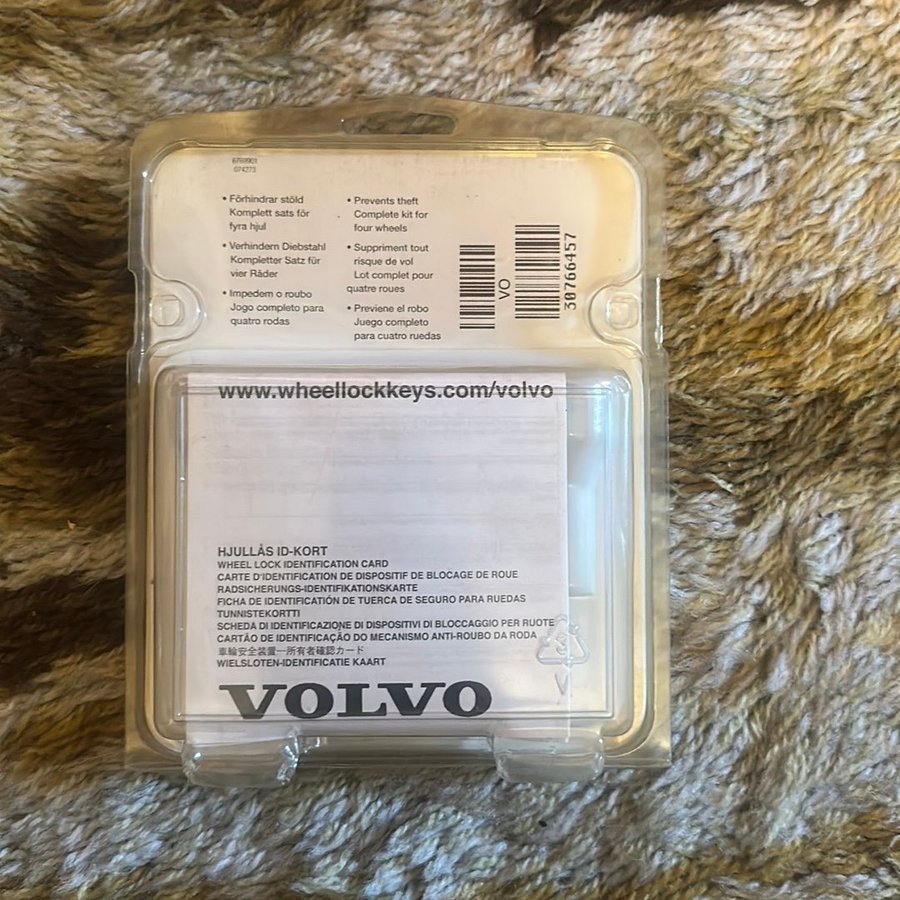 6799901
074273
• Förhindrar stöld
Komplett sats för
fyra hjul
• Verhindern Diebstahl
Kompletter Satz für
vier Räder
• Impedem o roubo
Jogo completo para
quatro rodas
• Prevents theft
Complete kit for
four wheels
• Suppriment tout
risque de vol
Lot complet pour
quatre roues
• Previene el robo
Juego completo
para cuatro ruedas
VO
30766457
www.wheellockkeys.com/volvo
HJULLÅS ID-KORT
WHEEL LOCK IDENTIFICATION CARD
CARTE D'IDENTIFICATION DE DISPOSITIF DE BLOCAGE DE ROUE
RADSICHERUNGS-IDENTIFIKATIONSKARTE
FICHA DE IDENTIFICATIÓN DE TUERCA DE SEGURO PARA RUEDAS
TUNNISTEKORTTI
SCHEDA DI IDENTIFICAZIONE DI DISPOSITIVI DI BLOCCAGGIO PER RUOTE
CARTÃO DE IDENTIFICAÇÃO DO MECANISMO ANTI-ROUBO DA RODA
車輪安全装置—所有者確認カード
WIELSLOTEN-IDENTIFICATIE KAART
VOLVO